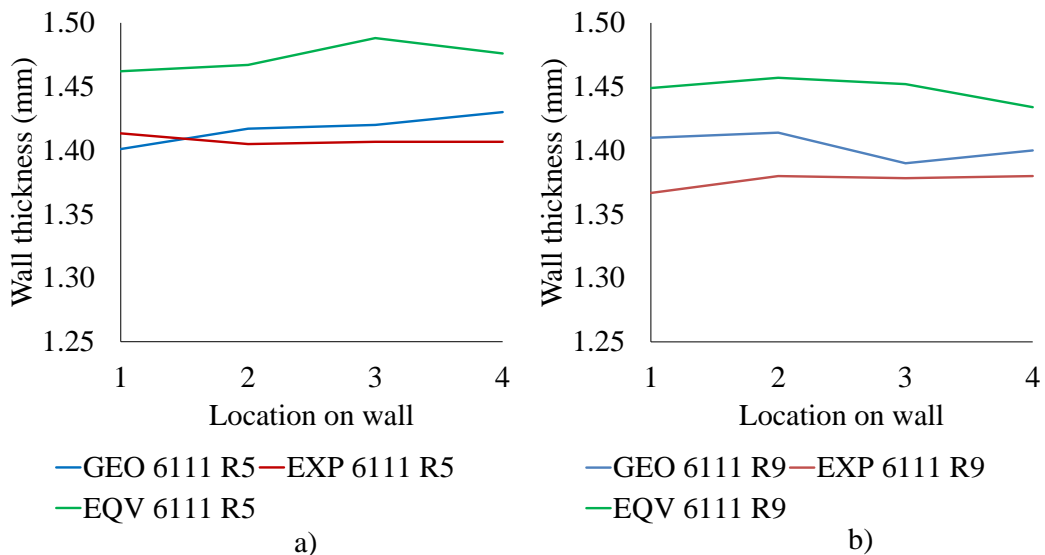 Wall thickness (mm)
1.50
1.45
1.40
1.35
1.30
1.25
1 2 3 4
Location on wall
GEO 6111 R5 EXP 6111 R5
EQV 6111 R5
a)
Wall thickness (mm)
1.50
1.45
1.40
1.35
1.30
1.25
1 2 3 4
Location on wall
GEO 6111 R9 EXP 6111 R9
EQV 6111 R9
b)